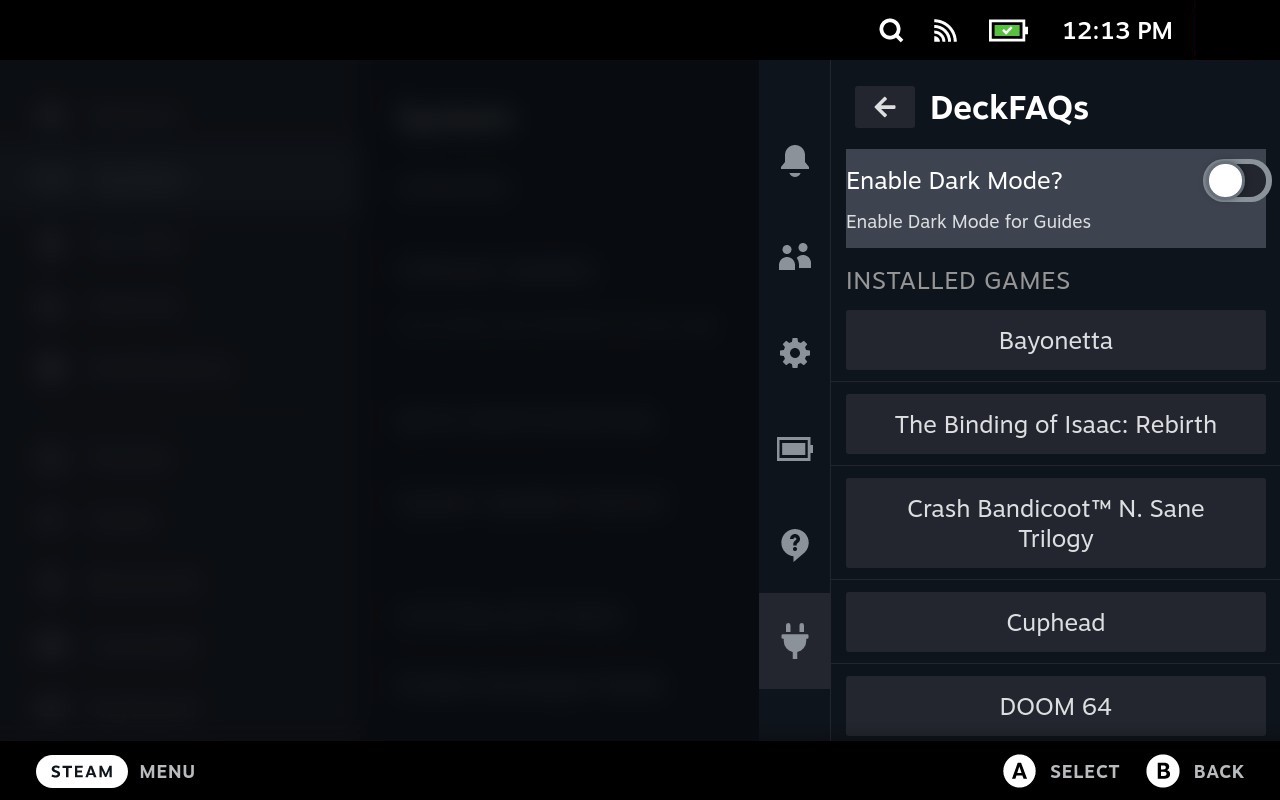 12:13 PM
DeckFAQs
Enable Dark Mode?
Enable Dark Mode for Guides
INSTALLED GAMES
Bayonetta
The Binding of Isaac: Rebirth
Crash Bandicoot™ N. Sane
Trilogy
Cuphead
DOOM 64
STEAM MENU
A SELECT B BACK